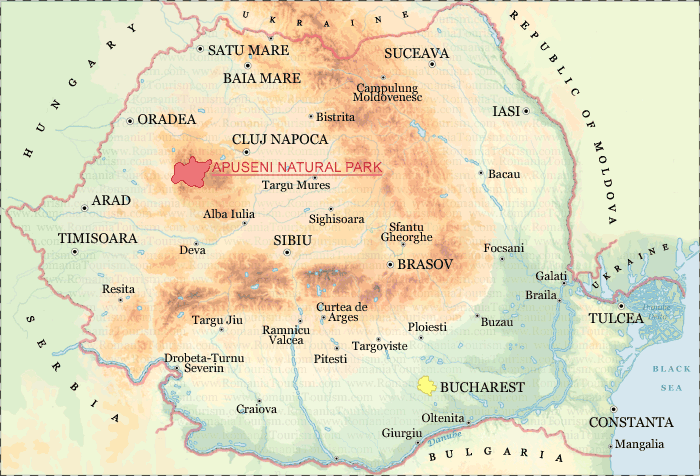 UKRAINE
HUNGARY
REPUBLIC OF MOLDOVA
SATU MARE
SUCEAVA
BAIA MARE
Campulung
Moldovenesc
IASI
Bistrita
ORADEA
CLUJ NAPOCA
APUSENI NATURAL PARK
Targu Mures
Bacau
ARAD
Alba Iulia
Sighisoara
Sfantu
Gheorghe
TIMISOARA
Deva
SIBIU
BRASOV
Focsani
UKRAINE
Galati
Braila
Resita
TULCEA
Danube
Delta
Targu Jiu
Ramnicu
Valcea
Curtea de
Arges
Ploiesti
Buzau
Targoviste
Pitesti
Drobeta-Turnu
Severin
SERBIA
BLACK
SEA
BUCHAREST
Craiova
Oltenita
CONSTANTA
Giurgiu
Danube
Mangalia
BULGARIA